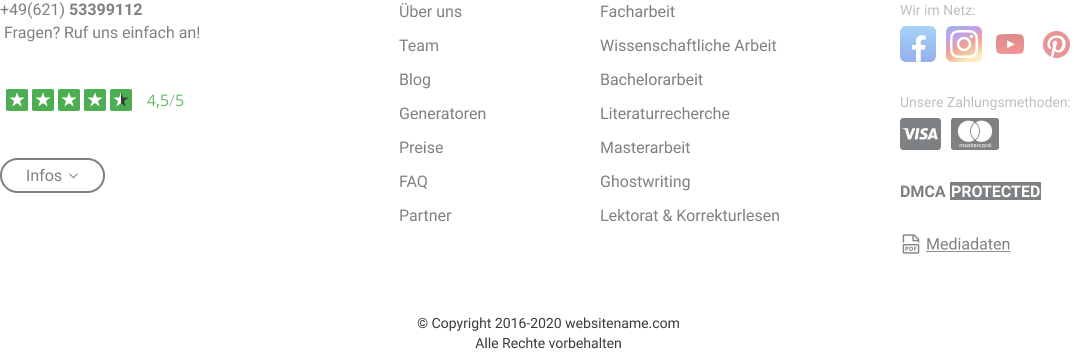 +49(621) 53399112
Fragen? Ruf uns einfach an!
4,5/5
Infos
Über uns
Team
Blog
Generatoren
Preise
FAQ
Partner
Facharbeit
Wissenschaftliche Arbeit
Bachelorarbeit
Literaturrecherche
Masterarbeit
Ghostwriting
Lektorat & Korrekturlesen
Wir im Netz:
Unsere Zahlungsmethoden:
VISA
mastercard
DMCA PROTECTED
PDF
Mediadaten
© Copyright 2016-2020 websitename.com
Alle Rechte vorbehalten